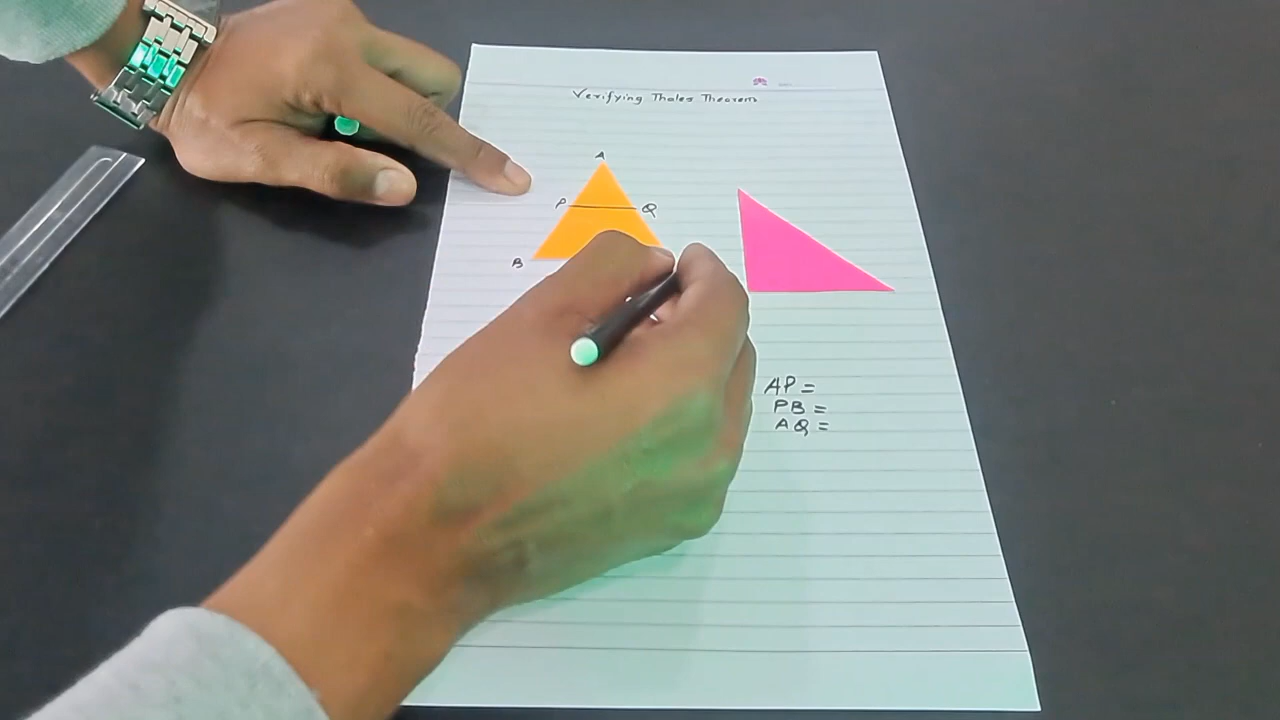 Verifying Thales Theorem
A
P Q
B
AP =
PB =
AQ =